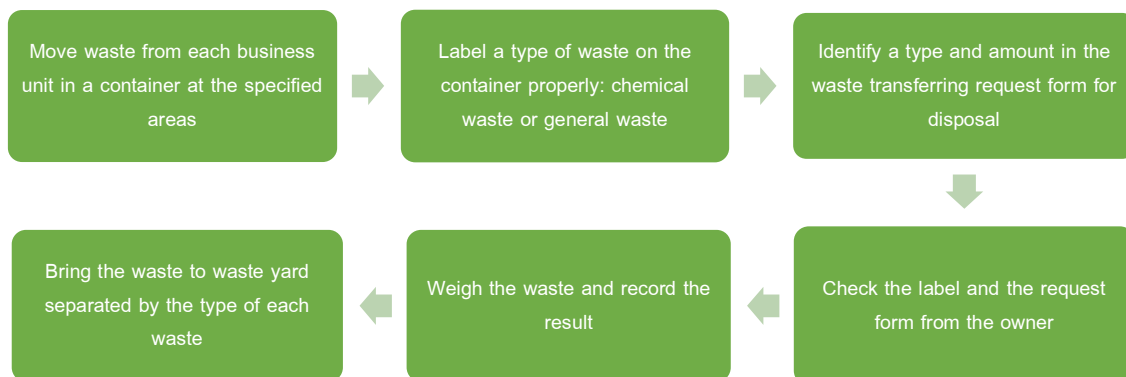 Move waste from each business
unit in a container at the specified
areas
Label a type of waste on the
container properly: chemical
waste or general waste
Identify a type and amount in the
waste transferring request form for
disposal
Check the label and the request
form from the owner
Weigh the waste and record the
result
Bring the waste to waste yard
separated by the type of each
waste